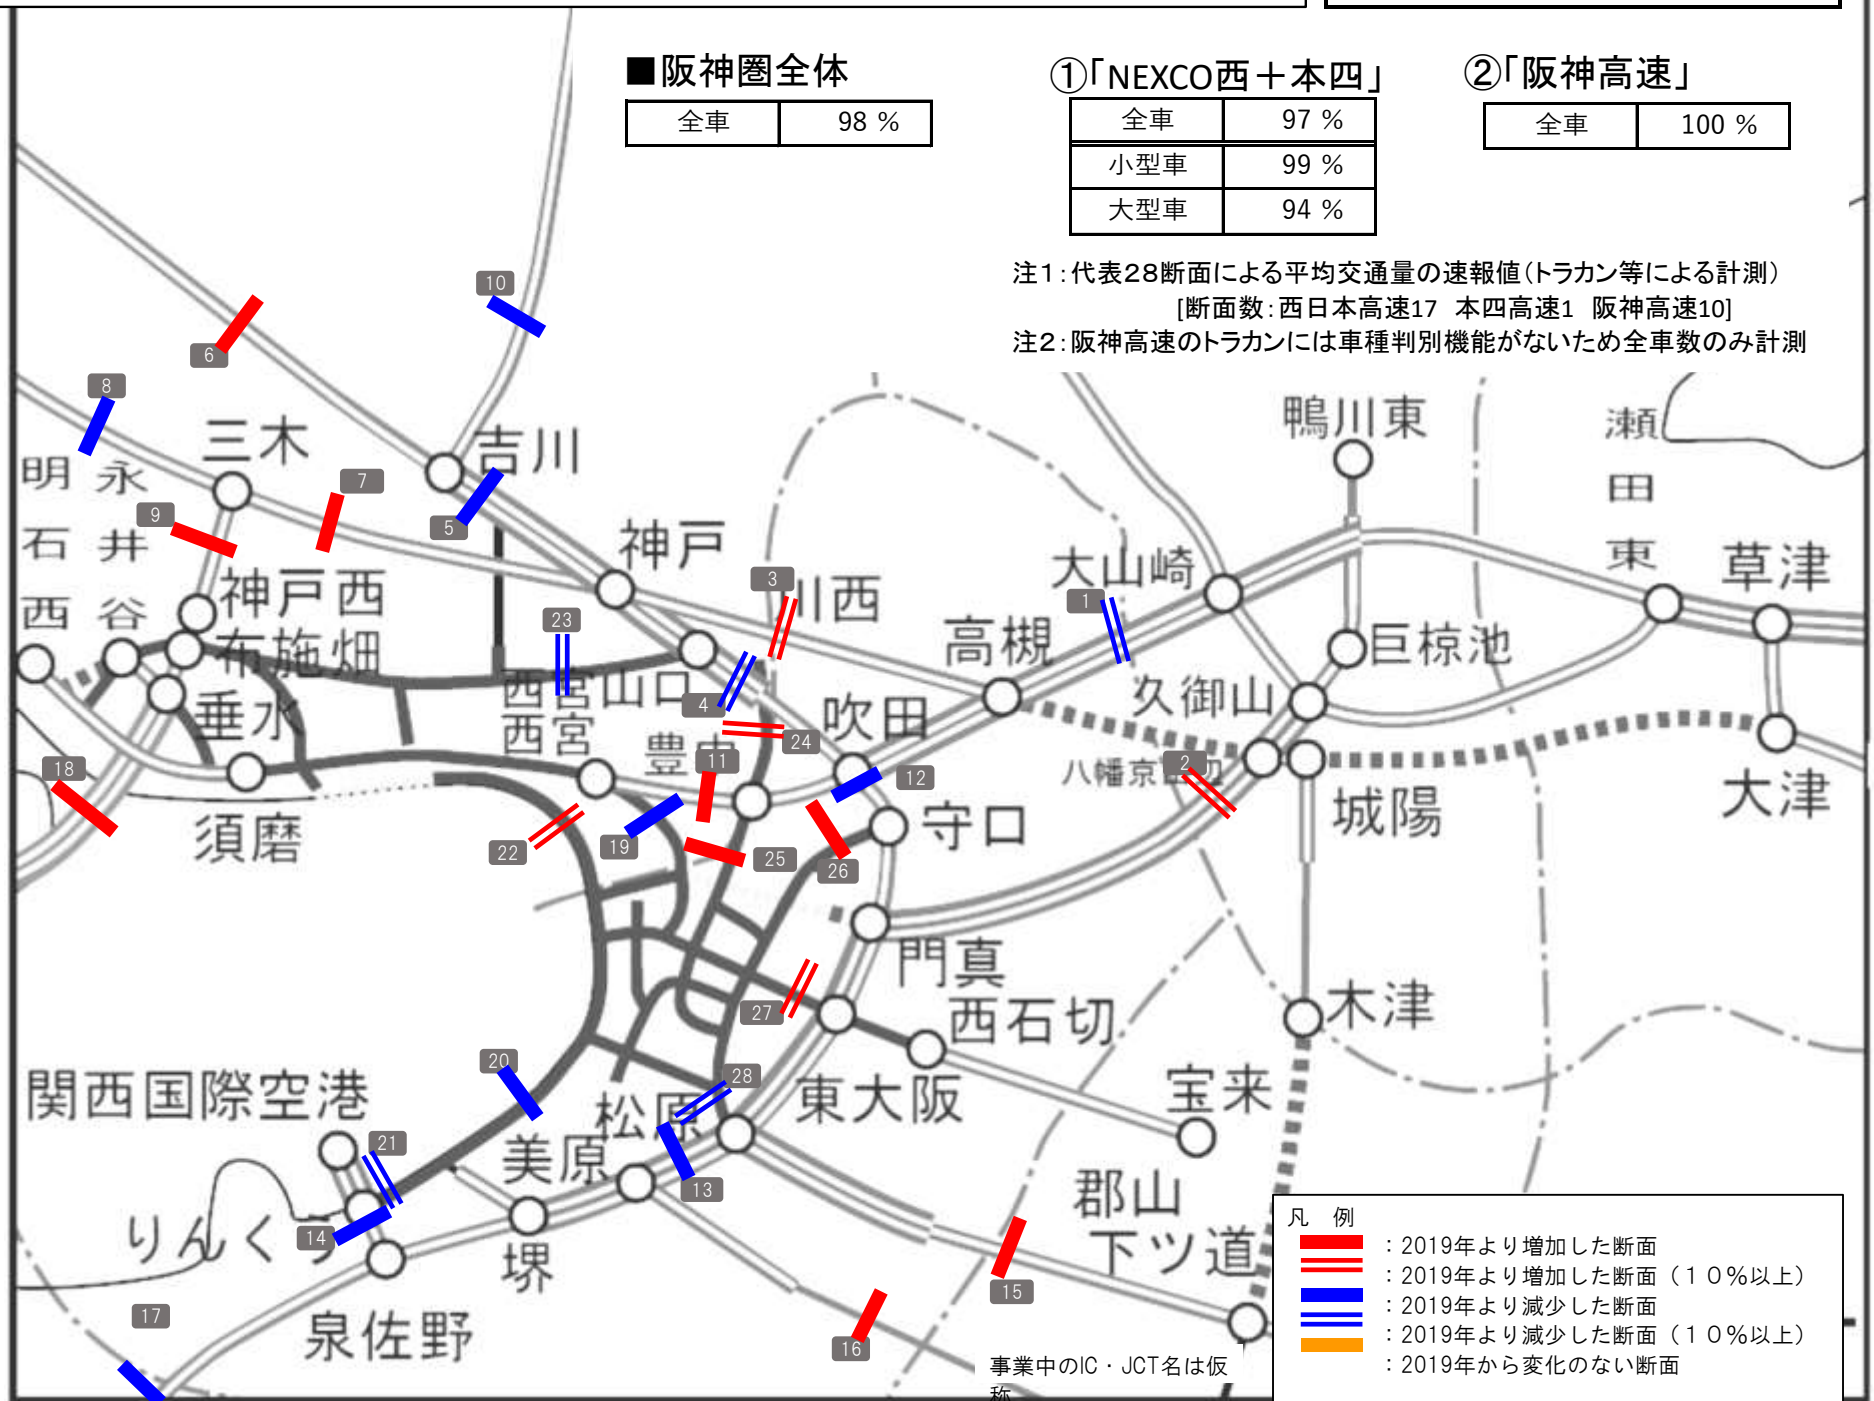 ■阪神圏全体
全車 98 %
①「NEXCO西＋本四」
全車 97 %
小型車 99 %
大型車 94 %
②「阪神高速」
全車 100 %
注１：代表２８断面による平均交通量の速報値（トラカン等による計測）
[断面数：西日本高速17 本四高速1 阪神高速10]
注２：阪神高速のトラカンには車種判別機能がないため全車数のみ計測
10
6
8
三木
吉川
7
9
5
明石西
永井谷
神戸西
布施畑
神戸
3
川西
23
西宮山口
西宮
4
24
垂水
須磨
18
豊中
11
吹田
12
高槻
大山崎
1
鴨川東
瀬田東
草津
巨椋池
久御山
八幡京田辺
2
城陽
大津
守口
22
19
25
26
門真
27
西石切
木津
東大阪
28
20
松原
宝来
関西国際空港
21
美原
13
りんくう
14
堺
郡山
下ツ道
15
17
泉佐野
16
事業中のIC・JCT名は仮
称
凡 例
：2019年より増加した断面
：2019年より増加した断面（１０％以上）
：2019年より減少した断面
：2019年より減少した断面（１０％以上）
：2019年から変化のない断面